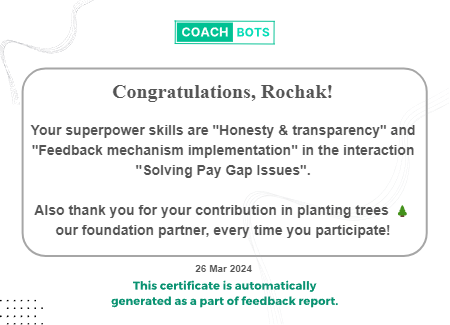 COACH BOTS
Congratulations, Rochak!
Your superpower skills are "Honesty & transparency" and
"Feedback mechanism implementation" in the interaction
"Solving Pay Gap Issues".
Also thank you for your contribution in planting trees 🌲
our foundation partner, every time you participate!
26 Mar 2024
This certificate is automatically
generated as a part of feedback report.